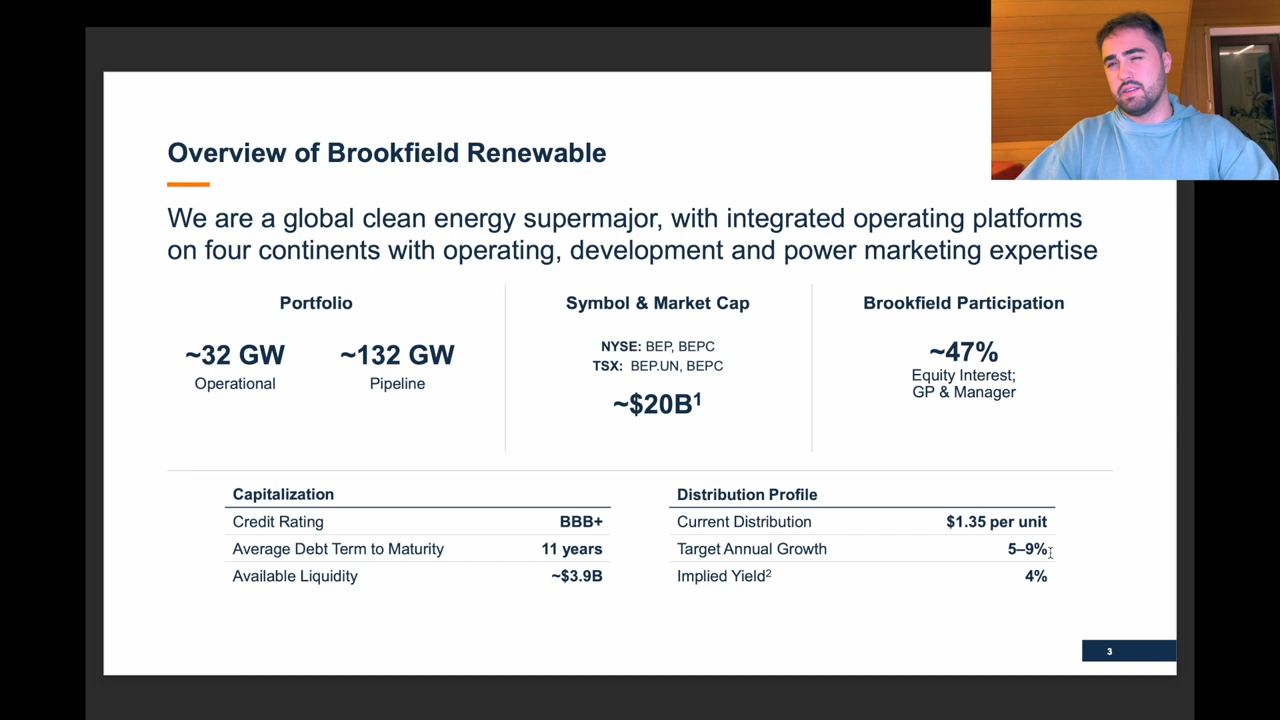 Overview of Brookfield Renewable
We are a global clean energy supermajor, with integrated operating platforms
on four continents with operating, development and power marketing expertise
Portfolio
~32 GW
~132 GW
Operational
Pipeline
Symbol & Market Cap
NYSE: BEP, BEPC
TSX: BEP.UN, BEPC
~$20B¹
Brookfield Participation
~47%
Equity Interest;
GP & Manager
Capitalization
Credit Rating BBB+
Average Debt Term to Maturity 11 years
Available Liquidity ~$3.9B
Distribution Profile
Current Distribution $1.35 per unit
Target Annual Growth 5–9%
Implied Yield² 4%
3